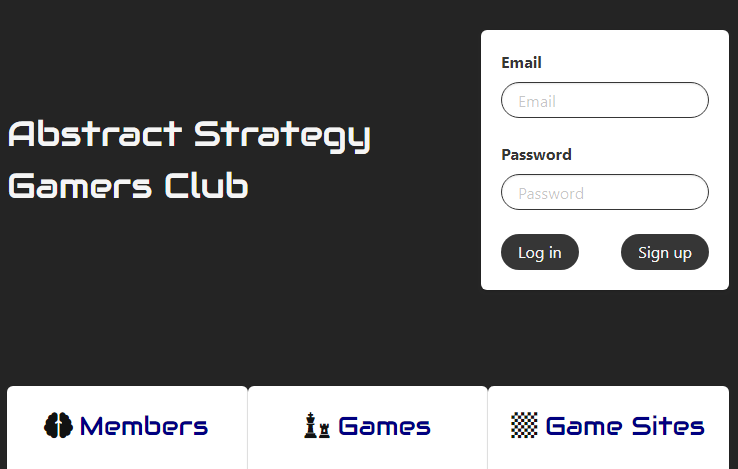 Email
Email
Abstract Strategy
Gamers Club
Password
Password
Log in
Sign up
Members
Games
Game Sites